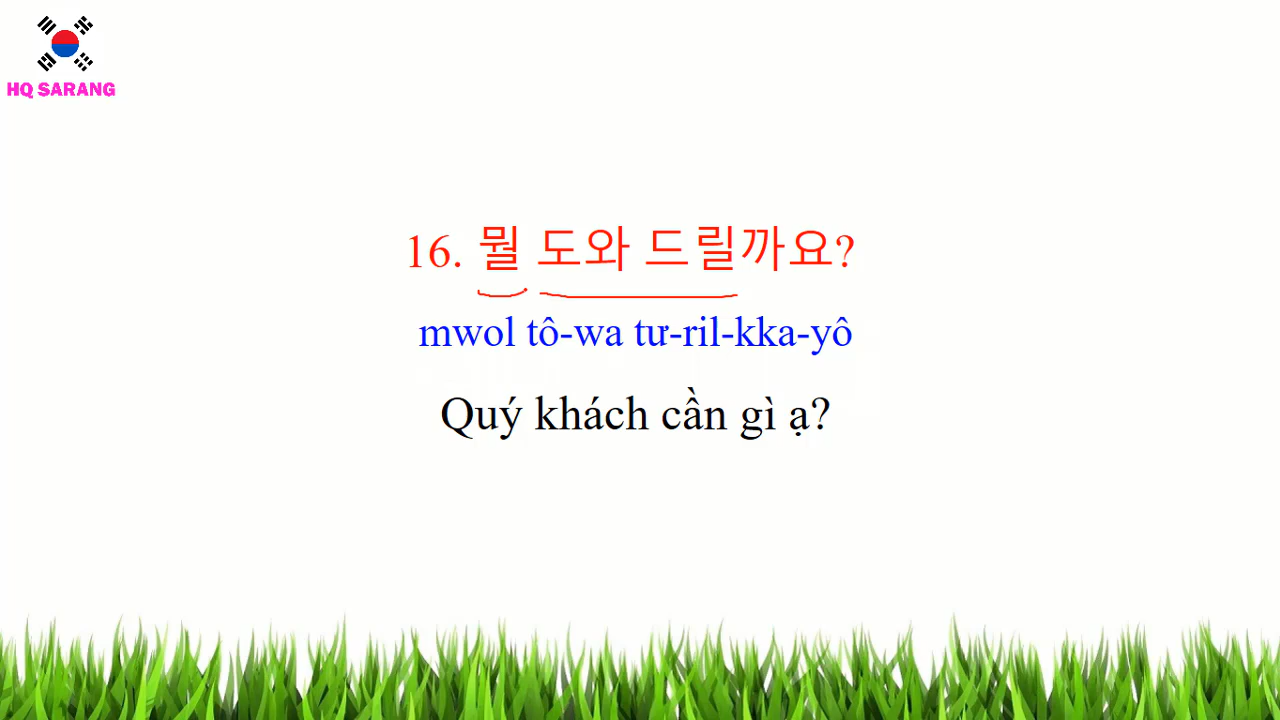 HQ SARANG
16. 뭘 도와 드릴까요?
mwol tô-wa tư-ril-kka-yô
Quý khách cần gì ạ?